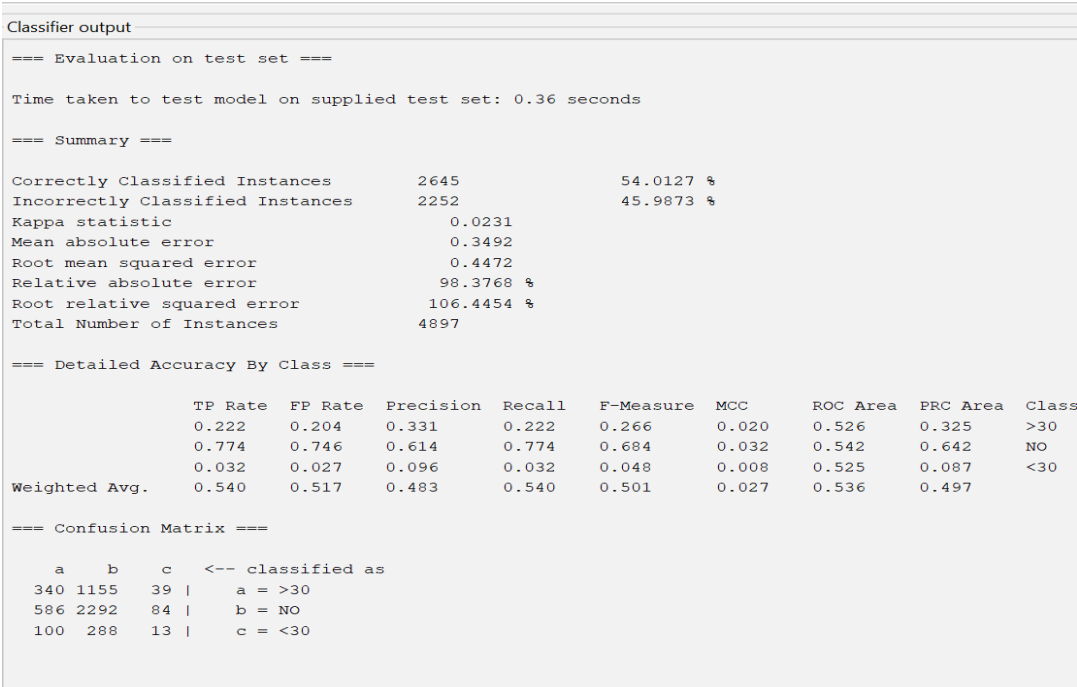 Classifier output
=== Evaluation on test set ===
Time taken to test model on supplied test set: 0.36 seconds
=== Summary ===
Correctly Classified Instances 2645 54.0127 %
Incorrectly Classified Instances 2252 45.9873 %
Kappa statistic 0.0231
Mean absolute error 0.3492
Root mean squared error 0.4472
Relative absolute error 98.3768 %
Root relative squared error 106.4454 %
Total Number of Instances 4897
=== Detailed Accuracy By Class ===
TP Rate FP Rate Precision Recall F-Measure MCC ROC Area PRC Area Class
0.222 0.204 0.331 0.222 0.266 0.020 0.526 0.325 >30
0.774 0.746 0.614 0.774 0.684 0.032 0.542 0.642 NO
0.032 0.027 0.096 0.032 0.048 0.008 0.525 0.087 <30
Weighted Avg. 0.540 0.517 0.483 0.540 0.501 0.027 0.536 0.497
=== Confusion Matrix ===
a b c <-- classified as
340 1155 39 | a = >30
586 2292 84 | b = NO
100 288 13 | c = <30